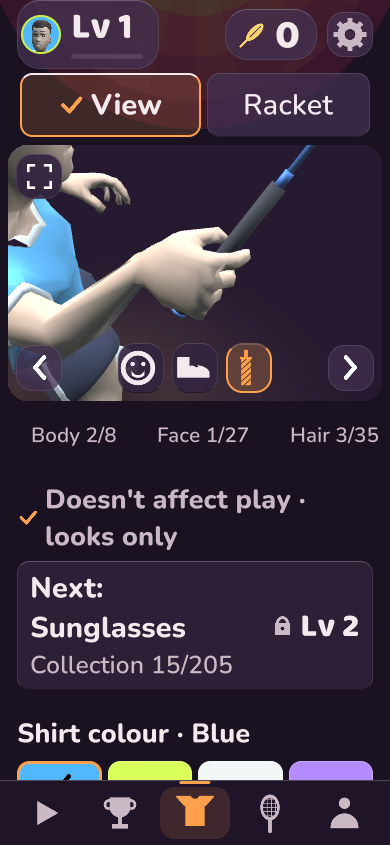 Lv 1
0
View
Racket
Body 2/8
Face 1/27
Hair 3/35
Doesn't affect play ·
looks only
Next:
Sunglasses
Lv 2
Collection 15/205
Shirt colour · Blue